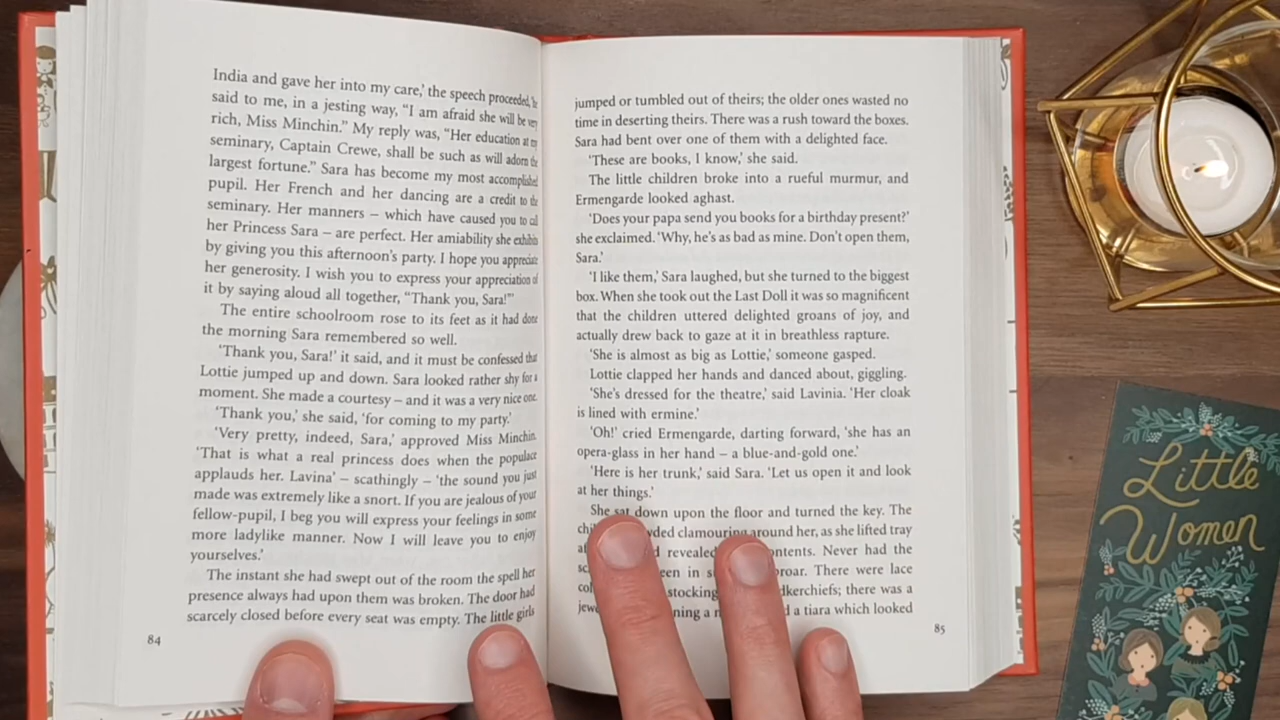 India and gave her into my care,’ the speech proceeded, ‘he
said to me, in a jesting way, “I am afraid she will be very
rich, Miss Minchin.” My reply was, “Her education at my
seminary, Captain Crewe, shall be such as will adorn the
largest fortune.” Sara has become my most accomplished
pupil. Her French and her dancing are a credit to the
seminary. Her manners – which have caused you to call
her Princess Sara – are perfect. Her amiability she exhibits
by giving you this afternoon’s party. I hope you appreciate
her generosity. I wish you to express your appreciation of
it by saying aloud all together, “Thank you, Sara!”’
The entire schoolroom rose to its feet as it had done
the morning Sara remembered so well.
‘Thank you, Sara!’ it said, and it must be confessed that
Lottie jumped up and down. Sara looked rather shy for a
moment. She made a courtesy – and it was a very nice one.
‘Thank you,’ she said, ‘for coming to my party.’
‘Very pretty, indeed, Sara,’ approved Miss Minchin.
‘That is what a real princess does when the populace
applauds her. Lavina’ – scathingly – ‘the sound you just
made was extremely like a snort. If you are jealous of your
fellow-pupil, I beg you will express your feelings in some
more ladylike manner. Now I will leave you to enjoy
yourselves.’
The instant she had swept out of the room the spell her
presence always had upon them was broken. The door had
scarcely closed before every seat was empty. The little girls
84
jumped or tumbled out of theirs; the older ones wasted no
time in deserting theirs. There was a rush toward the boxes.
Sara had bent over one of them with a delighted face.
‘These are books, I know,’ she said.
The little children broke into a rueful murmur, and
Ermengarde looked aghast.
‘Does your papa send you books for a birthday present?’
she exclaimed. ‘Why, he’s as bad as mine. Don’t open them,
Sara.’
‘I like them,’ Sara laughed, but she turned to the biggest
box. When she took out the Last Doll it was so magnificent
that the children uttered delighted groans of joy, and
actually drew back to gaze at it in breathless rapture.
‘She is almost as big as Lottie,’ someone gasped.
Lottie clapped her hands and danced about, giggling.
‘She’s dressed for the theatre,’ said Lavinia. ‘Her cloak
is lined with ermine.’
‘Oh!’ cried Ermengarde, darting forward, ‘she has an
opera-glass in her hand – a blue-and-gold one.’
‘Here is her trunk,’ said Sara. ‘Let us open it and look
at her things.’
She sat down upon the floor and turned the key. The
clamouring around her, as she lifted tray
revealed contents. Never had the
in There were lace
there was a
a tiara which looked
85
Little
Women